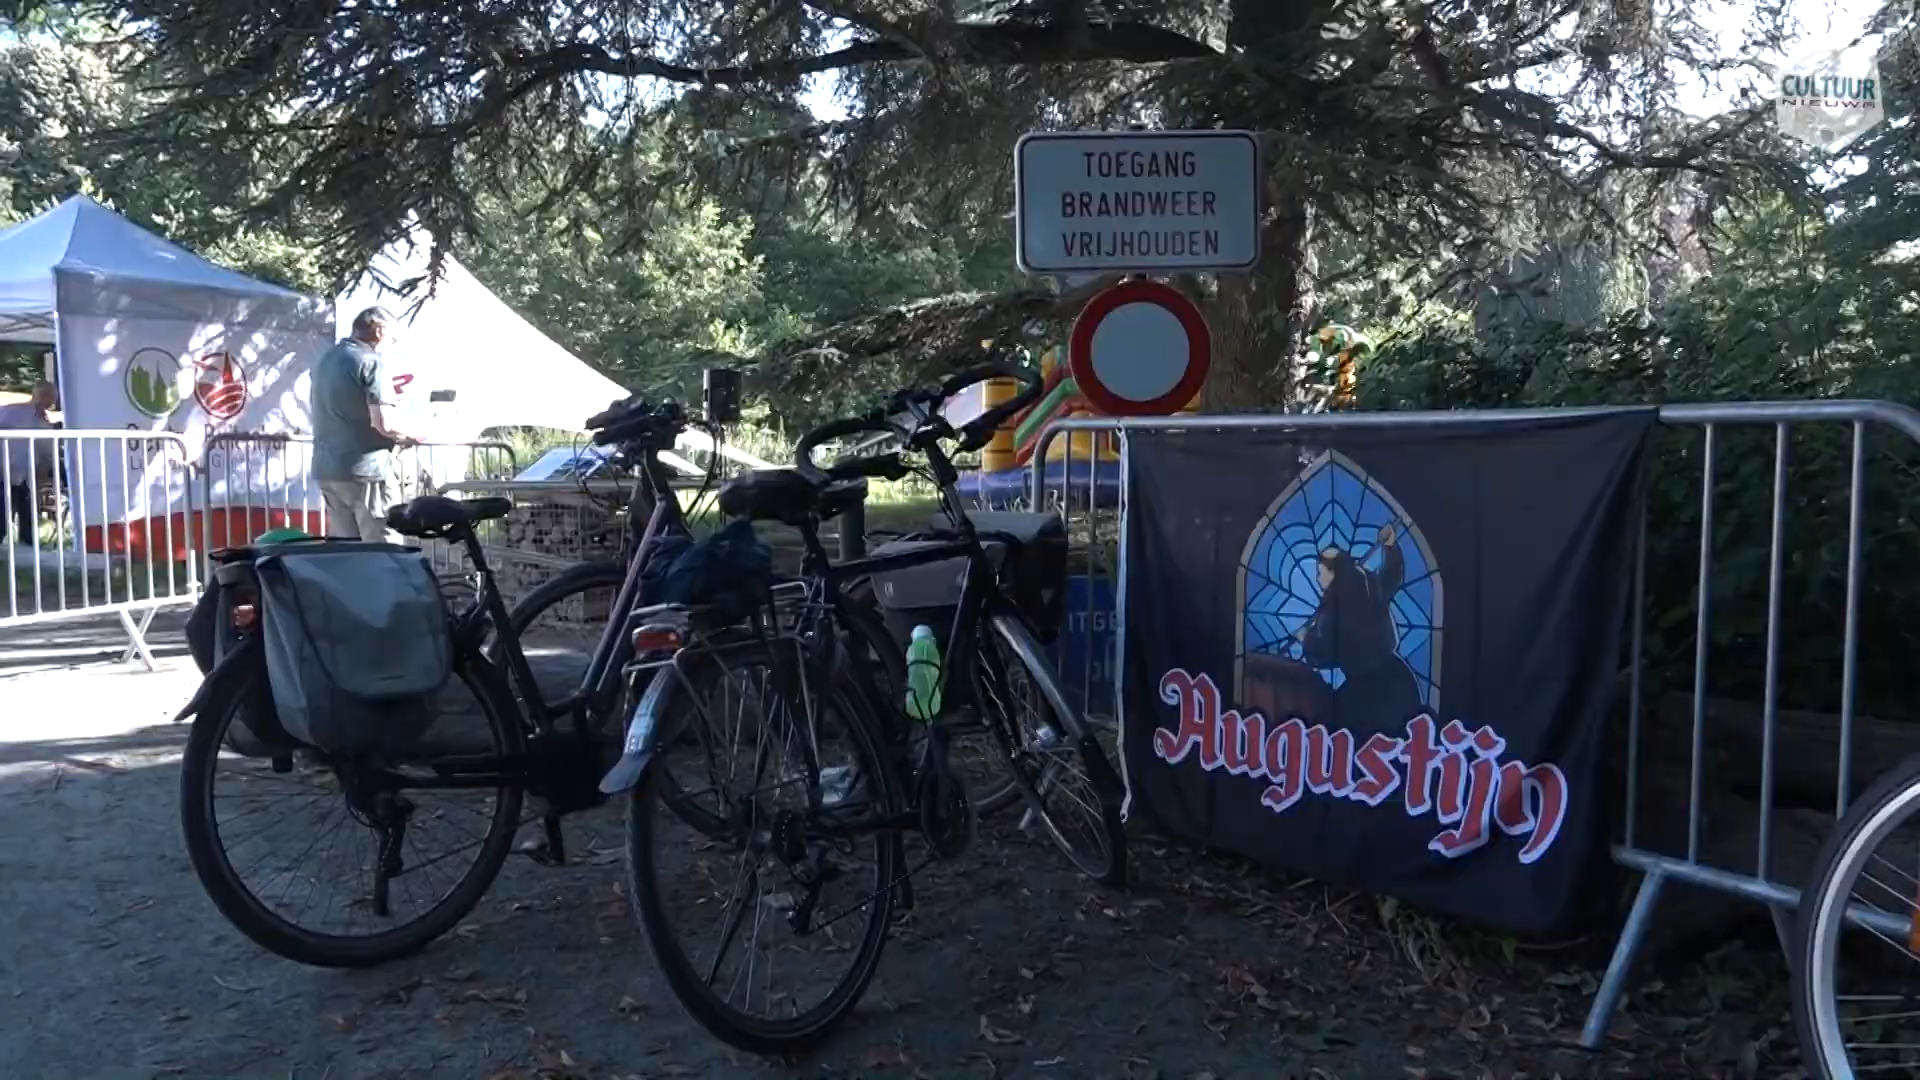 CULTUUR
NIEUWS
TOEGANG
BRANDWEER
VRIJHOUDEN
Augustijn